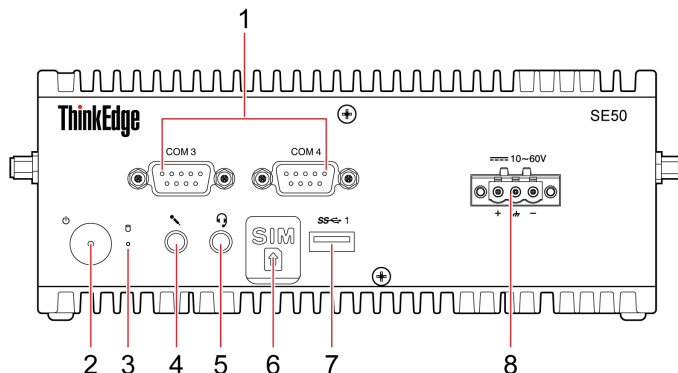 1
ThinkEdge
SE50
COM 3
COM 4
10~60V
SS 1
SIM
+ −
2 3 4 5 6 7 8